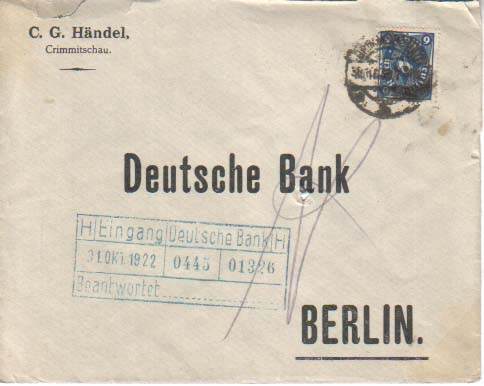 C. G. Händel,
Crimmitschau.
Deutsche Bank
H Eingang Deutsche Bank H
31.OKT.1922 0445 01326
Beantwortet
BERLIN.